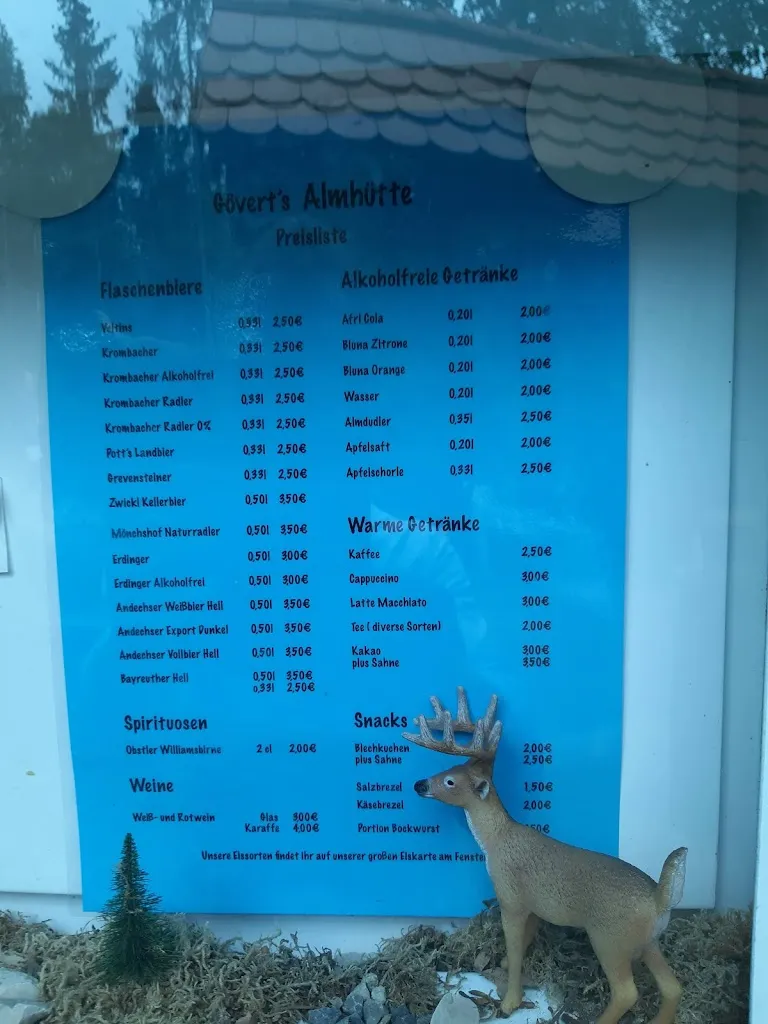 Gövert's Almhütte
Preisliste
Flaschenbiere
Veltins 0,33l 2,50€
Krombacher 0,33l 2,50€
Krombacher Alkoholfrei 0,33l 2,50€
Krombacher Radler 0,33l 2,50€
Krombacher Radler 0% 0,33l 2,50€
Pott's Landbier 0,33l 2,50€
Grevensteiner 0,33l 2,50€
Zwickl Kellerbier 0,50l 3,50€
Mönchshof Naturradler 0,50l 3,50€
Erdinger 0,50l 3,00€
Erdinger Alkoholfrei 0,50l 3,00€
Andechser Weißbier Hell 0,50l 3,50€
Andechser Export Dunkel 0,50l 3,50€
Andechser Vollbier Hell 0,50l 3,50€
Bayreuther Hell 0,50l 3,50€
0,33l 2,50€
Spirituosen
Obstler Williamsbirne 2 cl 2,00€
Weine
Weiß- und Rotwein Glas 3,00€
Karaffe 4,00€
Alkoholfreie Getränke
Afri Cola 0,20l 2,00€
Bluna Zitrone 0,20l 2,00€
Bluna Orange 0,20l 2,00€
Wasser 0,20l 2,00€
Almdudler 0,35l 2,50€
Apfelsaft 0,20l 2,00€
Apfelschorle 0,33l 2,50€
Warme Getränke
Kaffee 2,50€
Cappuccino 3,00€
Latte Macchiato 3,00€
Tee ( diverse Sorten) 2,00€
Kakao 3,00€
plus Sahne 3,50€
Snacks
Blechkuchen 2,00€
plus Sahne 2,50€
Salzbrezel 1,50€
Käsebrezel 2,00€
Portion Bockwurst
Unsere Eissorten findet ihr auf unserer großen Eiskarte am